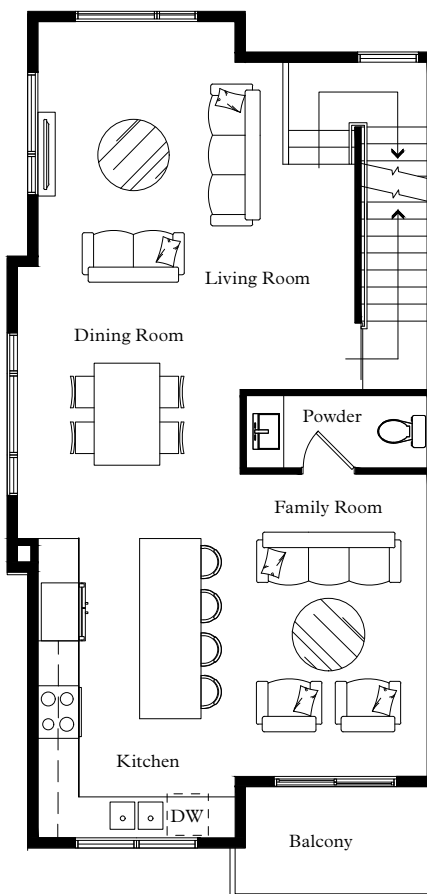 Living Room
Dining Room
Powder
Family Room
Kitchen
DW
Balcony